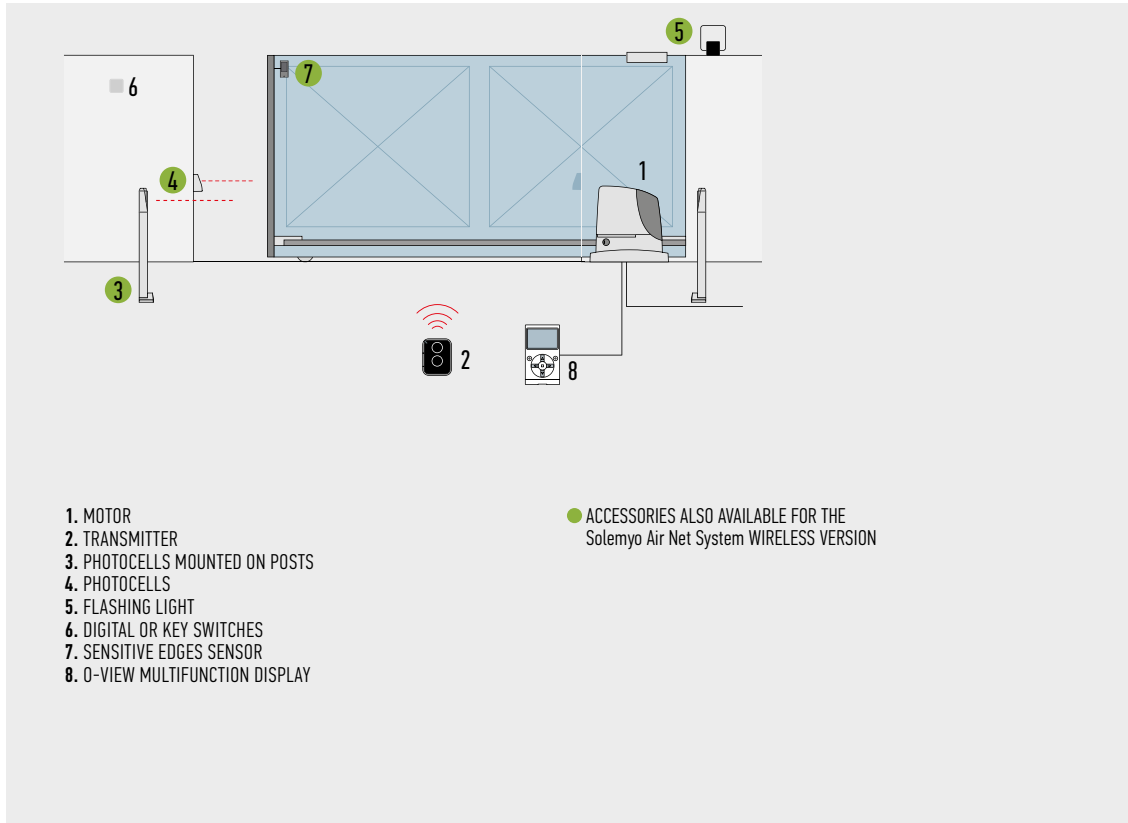 5
7
6
4
1
3
2
8
1. MOTOR
2. TRANSMITTER
3. PHOTOCELLS MOUNTED ON POSTS
4. PHOTOCELLS
5. FLASHING LIGHT
6. DIGITAL OR KEY SWITCHES
7. SENSITIVE EDGES SENSOR
8. O-VIEW MULTIFUNCTION DISPLAY
ACCESSORIES ALSO AVAILABLE FOR THE
Solemyo Air Net System WIRELESS VERSION